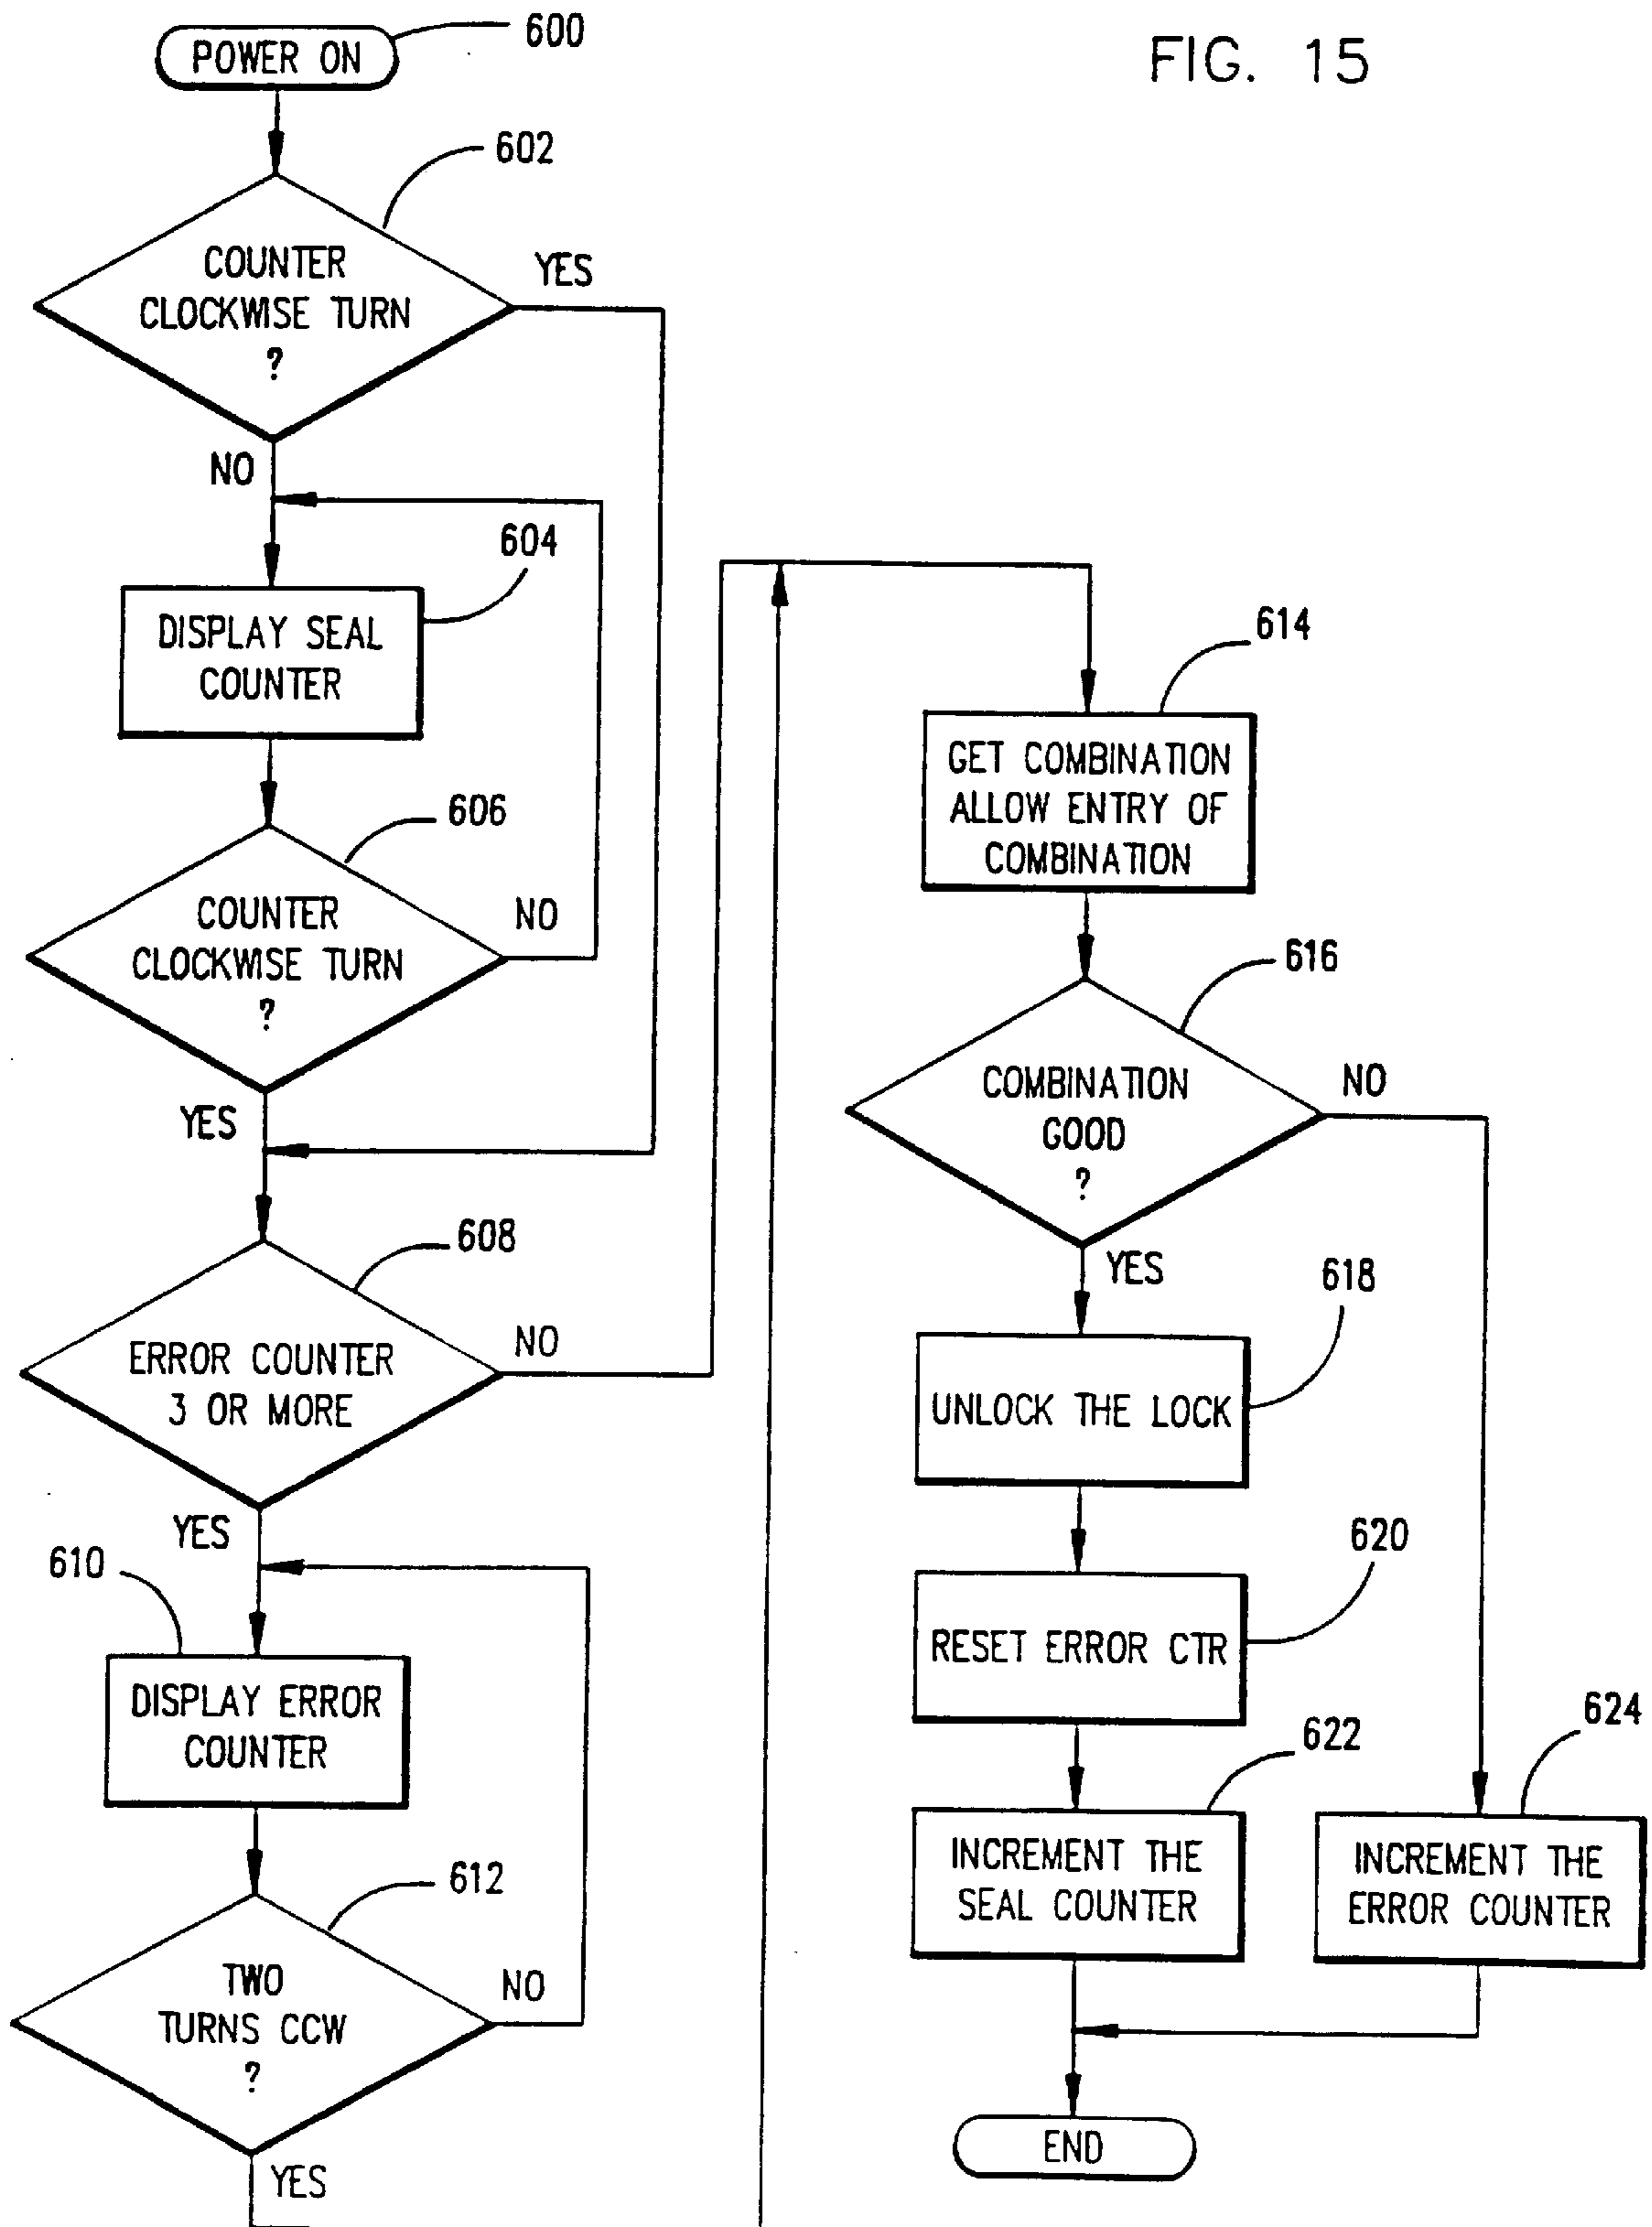 FIG. 15
POWER ON
600
602
COUNTER
CLOCKWISE TURN
?
YES
NO
604
DISPLAY SEAL
COUNTER
606
COUNTER
CLOCKWISE TURN
?
NO
YES
608
ERROR COUNTER
3 OR MORE
NO
YES
610
DISPLAY ERROR
COUNTER
612
TWO
TURNS CCW
?
NO
YES
614
GET COMBINATION
ALLOW ENTRY OF
COMBINATION
616
COMBINATION
GOOD
?
NO
YES
618
UNLOCK THE LOCK
620
RESET ERROR CTR
622
INCREMENT THE
SEAL COUNTER
624
INCREMENT THE
ERROR COUNTER
END